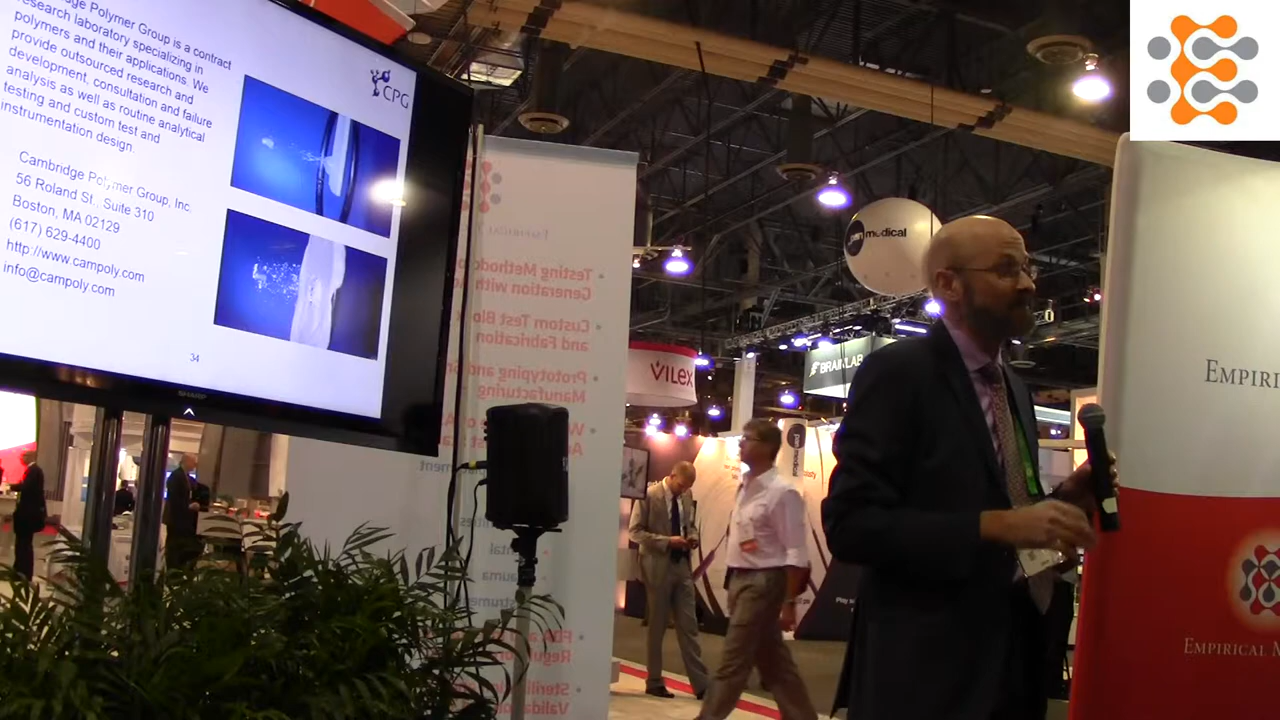 ge Polymer Group is a contract
research laboratory specializing in
polymers and their applications. We
provide outsourced research and
development, consultation and failure
analysis as well as routine analytical
testing and custom test and
instrumentation design.
Cambridge Polymer Group, Inc.
56 Roland St., Suite 310
Boston, MA 02129
(617) 629-4400
http://www.campoly.com
info@campoly.com
CPG
34
SHARP
Testing Methodo
Generation with
Custom Test Blo
and Fabrication
Prototyping and
Manufacturing
medical
VILEX
BRAINLAB
EMPIRI
EMPIRICAL M